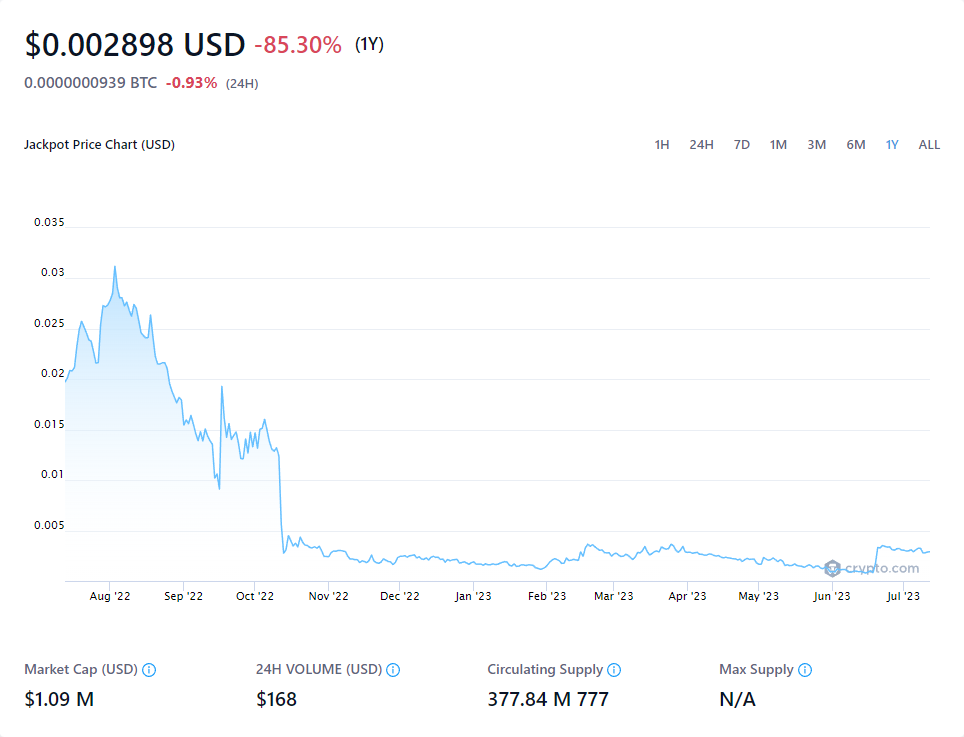 $0.002898 USD -85.30% (1Y)
0.0000000939 BTC -0.93% (24H)
Jackpot Price Chart (USD)
1H 24H 7D 1M 3M 6M 1Y ALL
0.035
0.03
0.025
0.02
0.015
0.01
0.005
crypto.com
Aug '22 Sep '22 Oct '22 Nov '22 Dec '22 Jan '23 Feb '23 Mar '23 Apr '23 May '23 Jun '23 Jul '23
Market Cap (USD) 24H VOLUME (USD) Circulating Supply Max Supply
$1.09 M $168 377.84 M 777 N/A